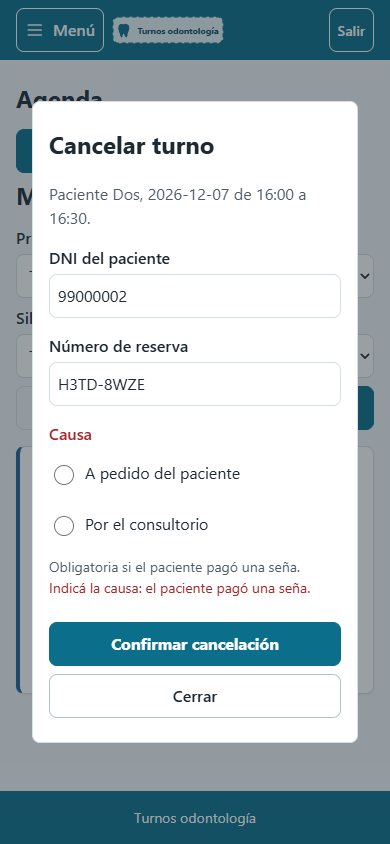 Menú
Turnos odontología
Salir
Agenda
Cancelar turno
Paciente Dos, 2026-12-07 de 16:00 a
16:30.
DNI del paciente
99000002
Número de reserva
H3TD-8WZE
Causa
A pedido del paciente
Por el consultorio
Obligatoria si el paciente pagó una seña.
Indicá la causa: el paciente pagó una seña.
Confirmar cancelación
Cerrar
Turnos odontología